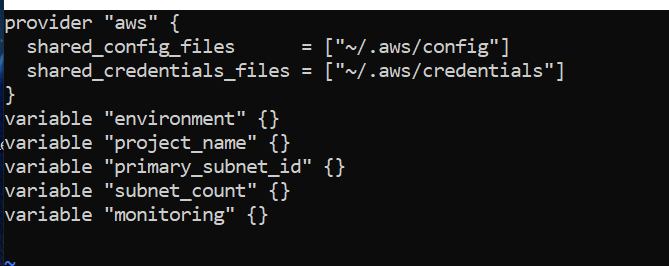 provider "aws" {
  shared_config_files      = ["~/.aws/config"]
  shared_credentials_files = ["~/.aws/credentials"]
}
variable "environment" {}
variable "project_name" {}
variable "primary_subnet_id" {}
variable "subnet_count" {}
variable "monitoring" {}
~